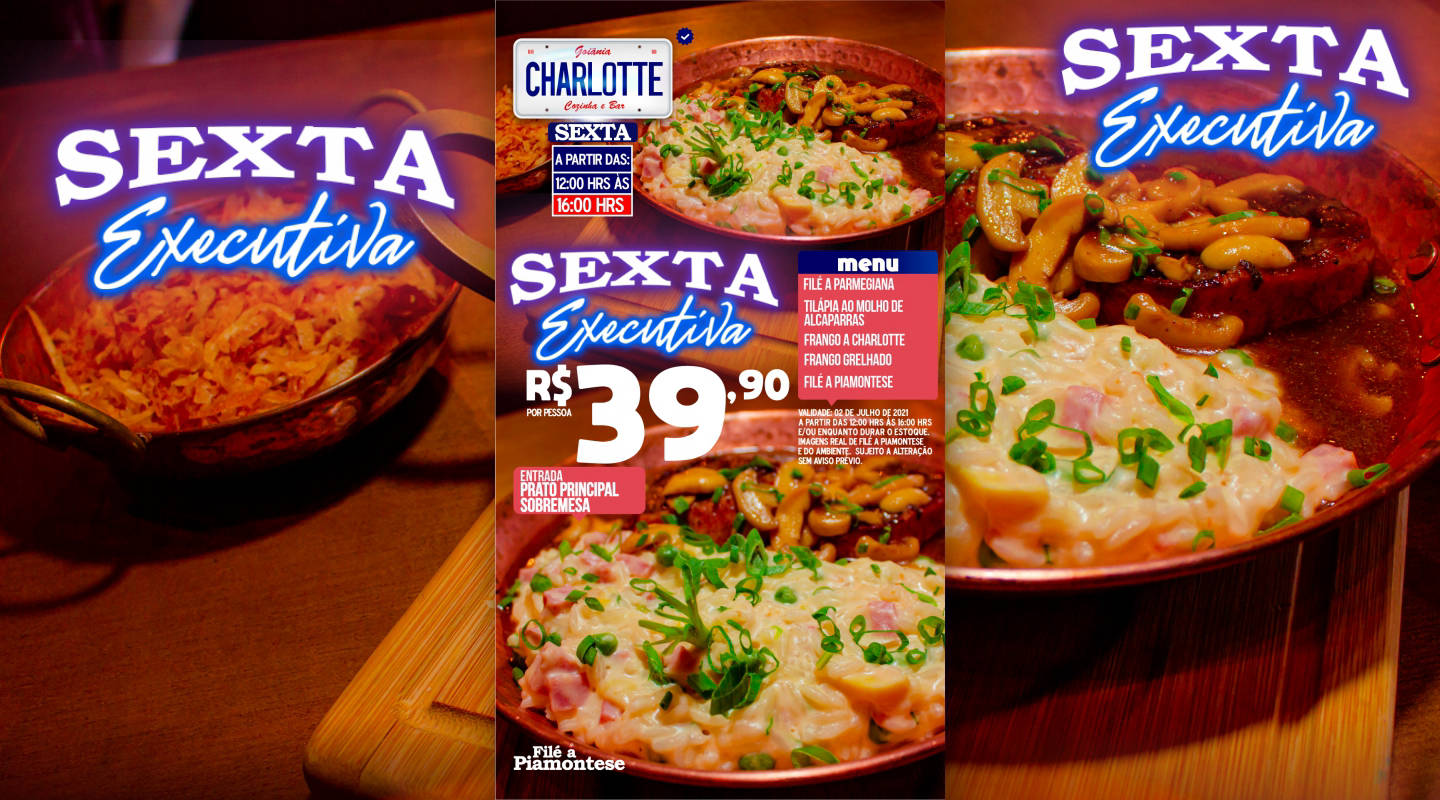 SEXTA
Executiva
Goiânia
CHARLOTTE
Cozinha e Bar
SEXTA
A PARTIR DAS:
12:00 HRS ÀS
16:00 HRS
SEXTA
Executiva
R$ 39,90
POR PESSOA
ENTRADA
PRATO PRINCIPAL
SOBREMESA
menu
FILÉ A PARMEGIANA
TILÁPIA AO MOLHO DE
ALCAPARRAS
FRANGO A CHARLOTTE
FRANGO GRELHADO
FILÉ A PIAMONTESE
VALIDADE: 02 DE JULHO DE 2021
A PARTIR DAS 12:00 HRS ÀS 16:00 HRS
E/OU ENQUANTO DURAR O ESTOQUE.
IMAGENS REAL DE FILÉ A PIAMONTESE
E DO AMBIENTE. SUJEITO A ALTERAÇÃO
SEM AVISO PRÉVIO.
Filé à
Piamontese
SEXTA
Executiva